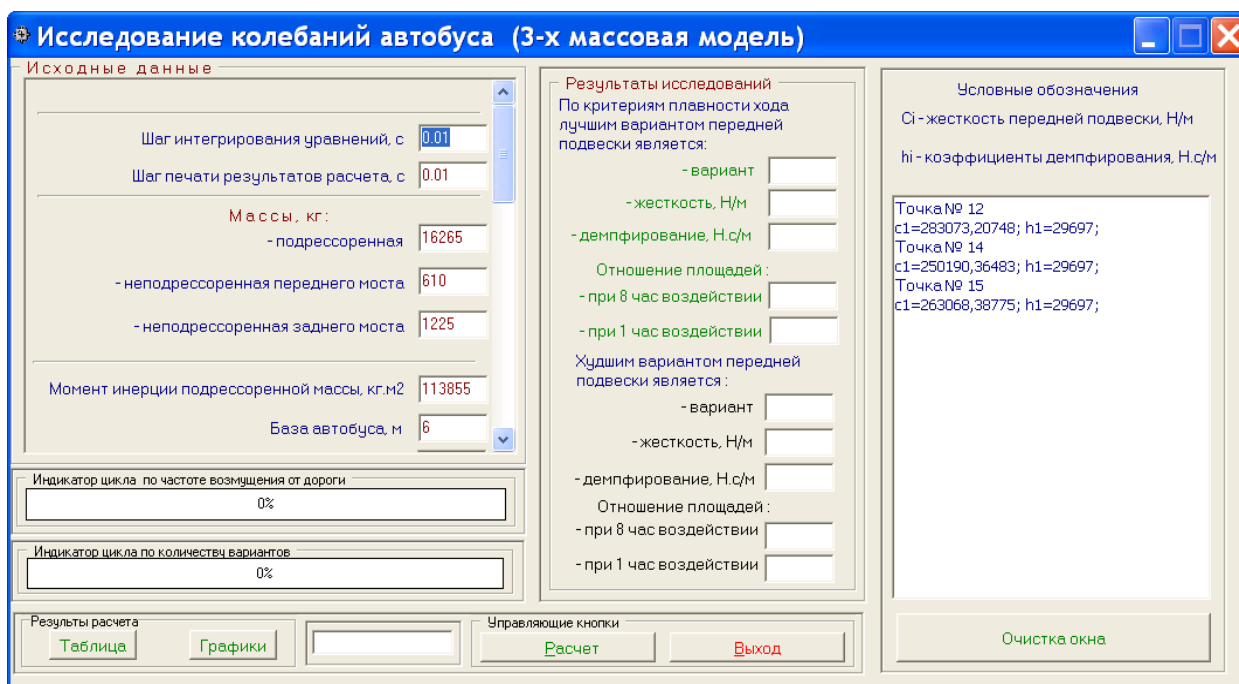 Исследование колебаний автобуса (3-х массовая модель)
Исходные данные
Шаг интегрирования уравнений, с 0.01
Шаг печати результатов расчета, с 0.01
Массы, кг:
- подрессоренная 16265
- неподрессоренная переднего моста 610
- неподрессоренная заднего моста 1225
Момент инерции подрессоренной массы, кг.м2 113855
База автобуса, м 6
Индикатор цикла по частоте возмущения от дороги
0%
Индикатор цикла по количеству вариантов
0%
Резульы расчета
Таблица
Графики
Управляющие кнопки
Расчет
Выход
Результаты исследований
По критериям плавности хода
лучшим вариантом передней
подвески является:
- вариант
- жесткость, Н/м
- демпфирование, Н.с/м
Отношение площадей :
- при 8 час воздействии
- при 1 час воздействии
Худшим вариантом передней
подвески является :
- вариант
- жесткость, Н/м
- демпфирование, Н.с/м
Отношение площадей :
- при 8 час воздействии
- при 1 час воздействии
Условные обозначения
Ci - жесткость передней подвески, Н/м
hi - коэффициенты демпфирования, Н.с/м
Точка № 12
c1=283073,20748; h1=29697;
Точка № 14
c1=250190,36483; h1=29697;
Точка № 15
c1=263068,38775; h1=29697;
Очистка окна